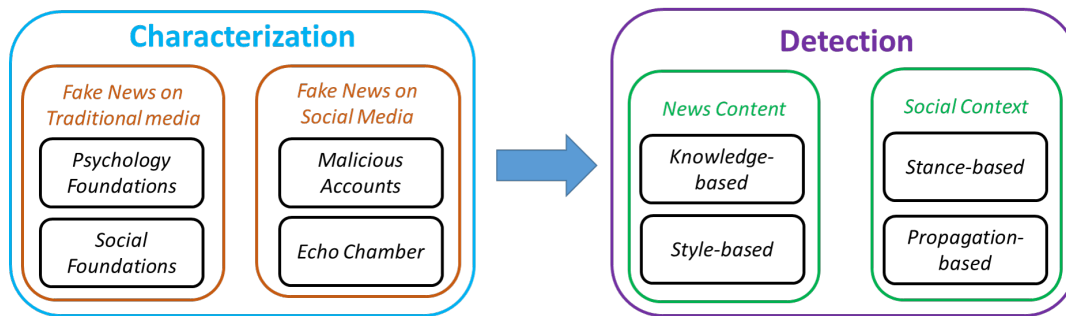 Characterization
Fake News on
Traditional media
Psychology
Foundations
Social
Foundations
Fake News on
Social Media
Malicious
Accounts
Echo Chamber
Detection
News Content
Knowledge-
based
Style-based
Social Context
Stance-based
Propagation-
based